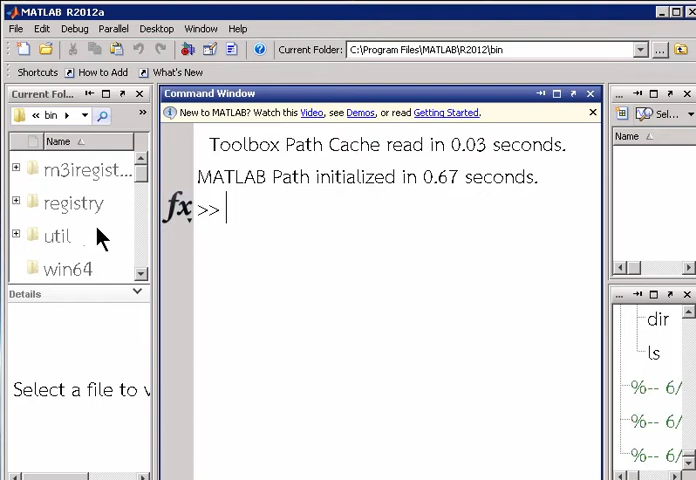 MATLAB R2012a
File Edit Debug Parallel Desktop Window Help
Current Folder: C:\Program Files\MATLAB\R2012\bin
Shortcuts How to Add What's New
Current Fol...
« bin
Name
m3iregist...
registry
util
win64
Details
Select a file to v
Command Window
New to MATLAB? Watch this Video, see Demos, or read Getting Started.
Toolbox Path Cache read in 0.03 seconds.
MATLAB Path initialized in 0.67 seconds.
fx >>
...
Sel...
Name
...
dir
ls
%-- 6/
%-- 6/
%-- 6/